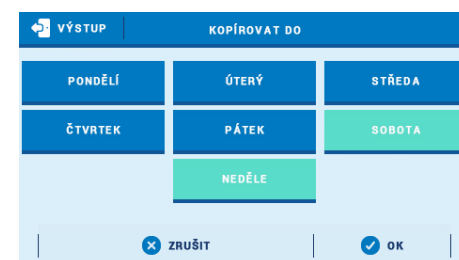 VÝSTUP KOPÍROVAT DO
PONDĚLÍ ÚTERÝ STŘEDA
ČTVRTEK PÁTEK SOBOTA
NEDĚLE
ZRUŠIT OK